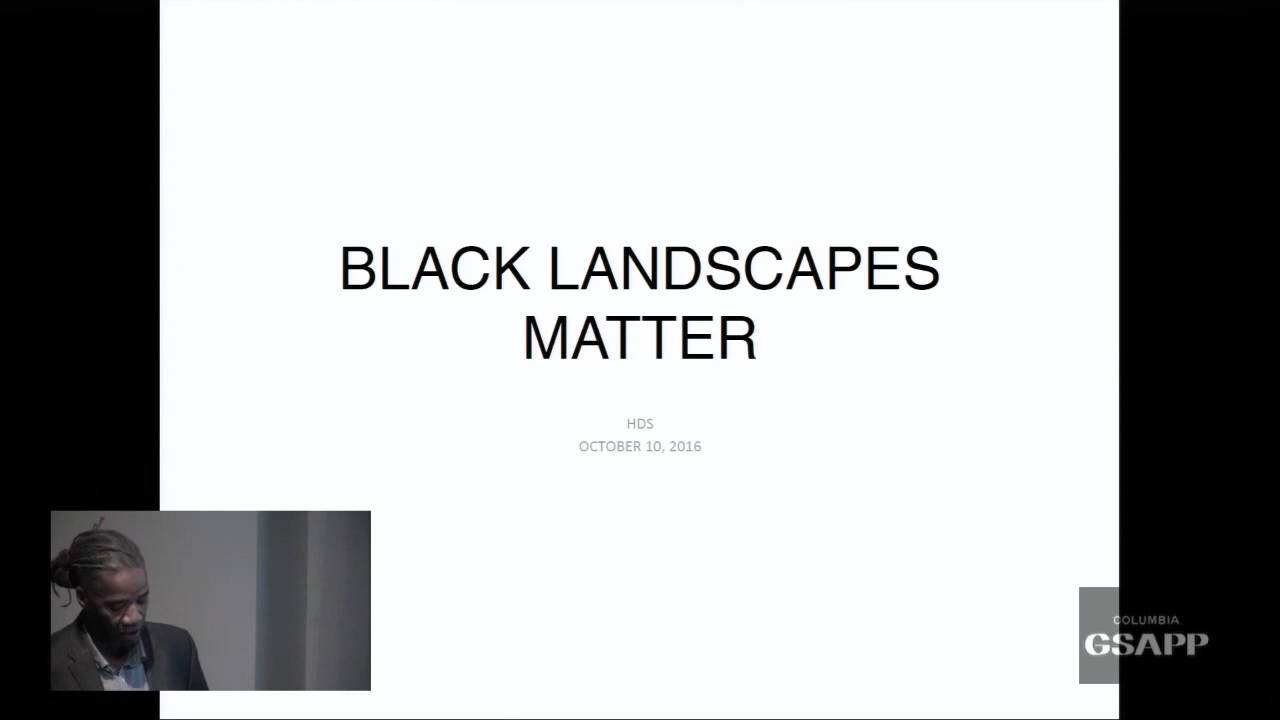 BLACK LANDSCAPES
MATTER
HDS
OCTOBER 10, 2016
COLUMBIA
GSAPP